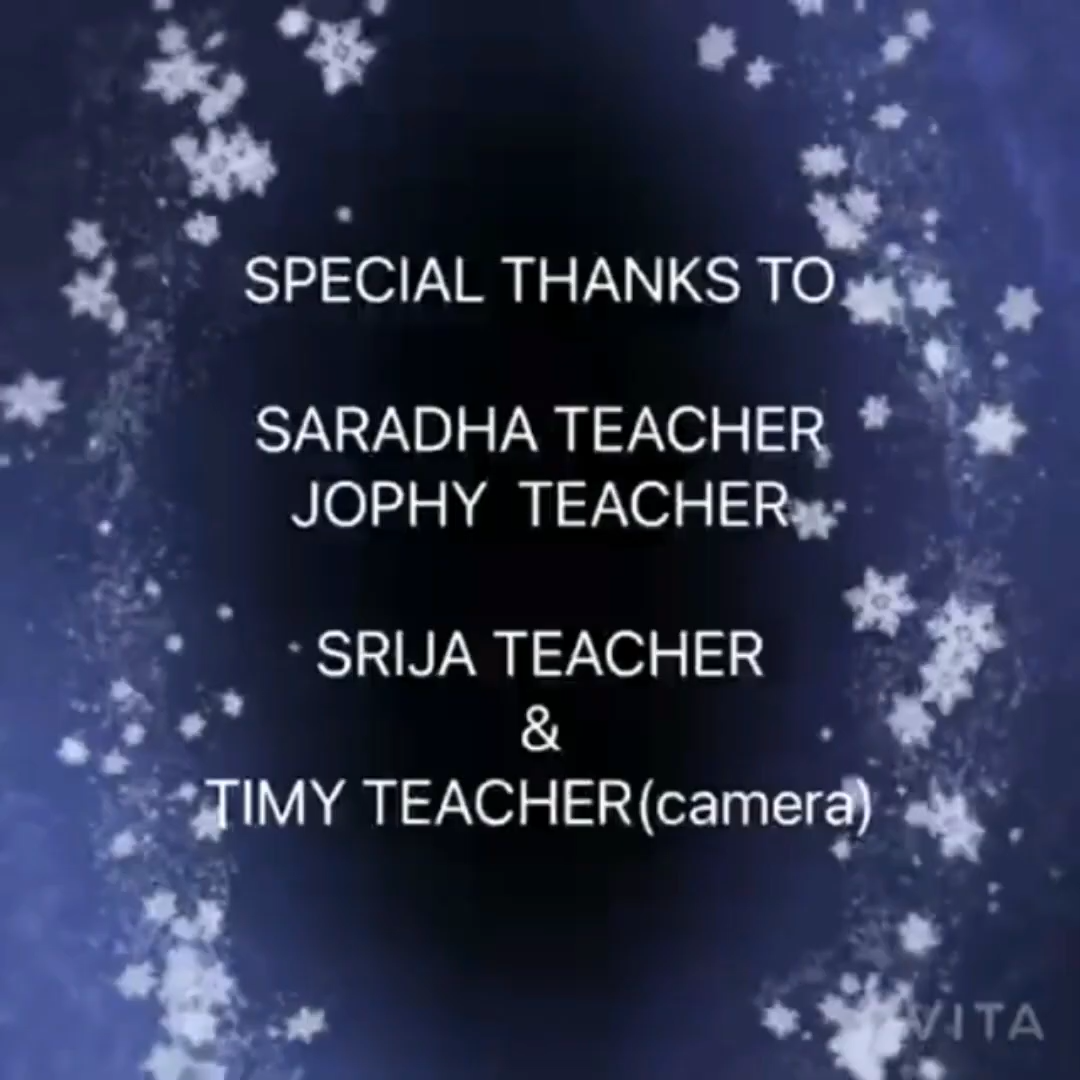 SPECIAL THANKS TO
SARADHA TEACHER
JOPHY TEACHER
SRIJA TEACHER
&
TIMY TEACHER(camera)
VITA